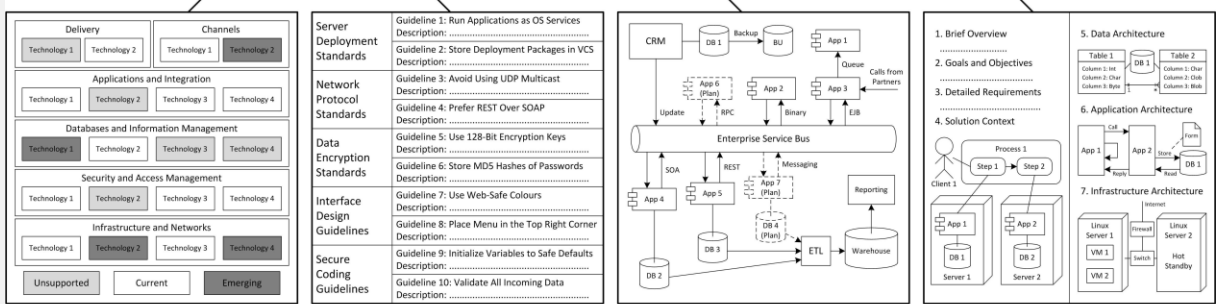 Delivery
Technology 1
Technology 2
Channels
Technology 1
Technology 2
Applications and Integration
Technology 1
Technology 2
Technology 3
Technology 4
Databases and Information Management
Technology 1
Technology 2
Technology 3
Technology 4
Security and Access Management
Technology 1
Technology 2
Technology 3
Technology 4
Infrastructure and Networks
Technology 1
Technology 2
Technology 3
Technology 4
Unsupported
Current
Emerging
Server
Deployment
Standards
Guideline 1: Run Applications as OS Services
Description: ....................................................
Guideline 2: Store Deployment Packages in VCS
Description: ....................................................
Network
Protocol
Standards
Guideline 3: Avoid Using UDP Multicast
Description: ....................................................
Guideline 4: Prefer REST Over SOAP
Description: ....................................................
Data
Encryption
Standards
Guideline 5: Use 128-Bit Encryption Keys
Description: ....................................................
Guideline 6: Store MD5 Hashes of Passwords
Description: ....................................................
Interface
Design
Guidelines
Guideline 7: Use Web-Safe Colours
Description: ....................................................
Guideline 8: Place Menu in the Top Right Corner
Description: ....................................................
Secure
Coding
Guidelines
Guideline 9: Initialize Variables to Safe Defaults
Description: ....................................................
Guideline 10: Validate All Incoming Data
Description: ....................................................
CRM
DB 1
Backup
BU
App 1
Queue
Calls from
Partners
App 6
(Plan)
App 2
App 3
Update
RPC
Binary
EJB
Enterprise Service Bus
SOA
REST
Messaging
App 4
App 5
App 7
(Plan)
Reporting
DB 4
(Plan)
DB 3
ETL
Warehouse
DB 2
1. Brief Overview
..............................
2. Goals and Objectives
..............................
3. Detailed Requirements
..............................
4. Solution Context
Process 1
Step 1
Step 2
Client 1
App 1
DB 1
Server 1
App 2
DB 2
Server 2
5. Data Architecture
Table 1
Column 1: Int
Column 2: Char
Column 3: Byte
DB 1
1
*
Table 2
Column 1: Char
Column 2: Clob
Column 3: Blob
6. Application Architecture
Call
App 1
Reply
App 2
Form
Store
DB 1
Read
7. Infrastructure Architecture
Internet
Linux
Server 1
VM 1
VM 2
Firewall
Switch
Linux
Server 2
Hot
Standby